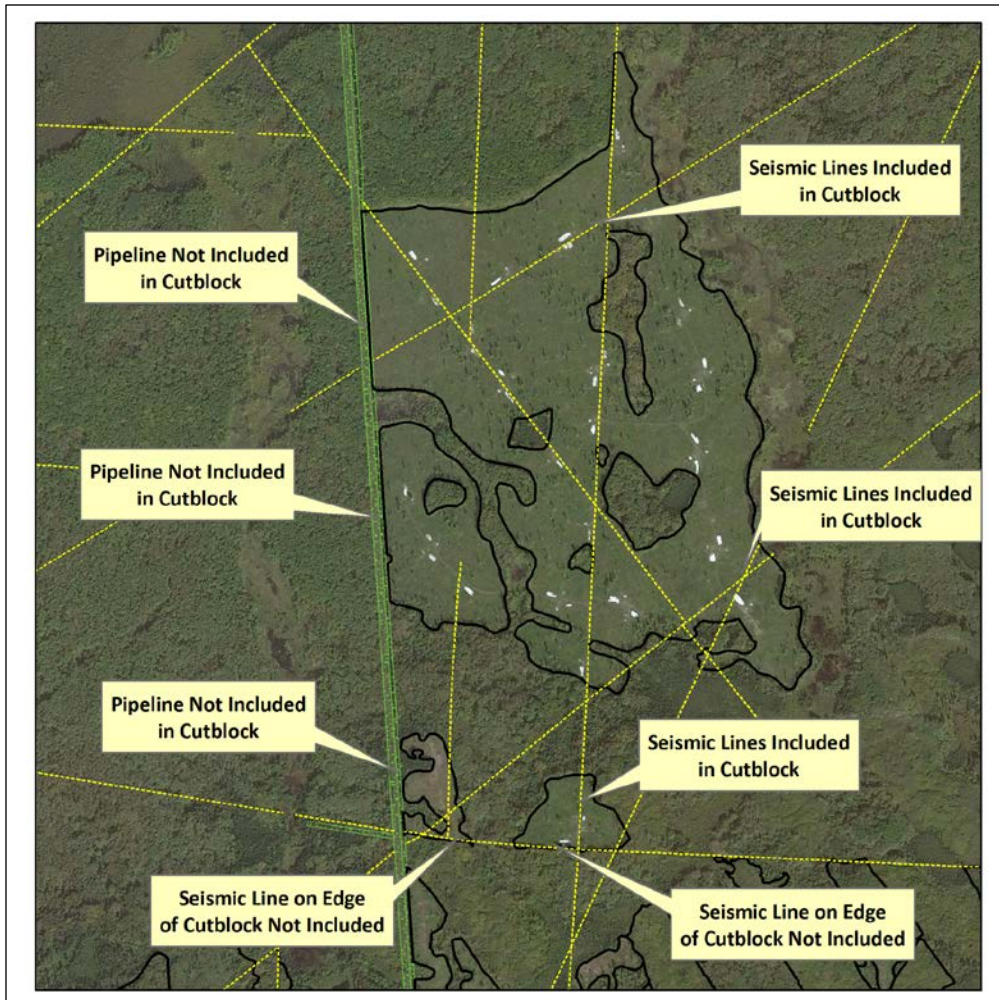 Seismic Lines Included
in Cutblock
Pipeline Not Included
in Cutblock
Pipeline Not Included
in Cutblock
Seismic Lines Included
in Cutblock
Pipeline Not Included
in Cutblock
Seismic Lines Included
in Cutblock
Seismic Line on Edge
of Cutblock Not Included
Seismic Line on Edge
of Cutblock Not Included